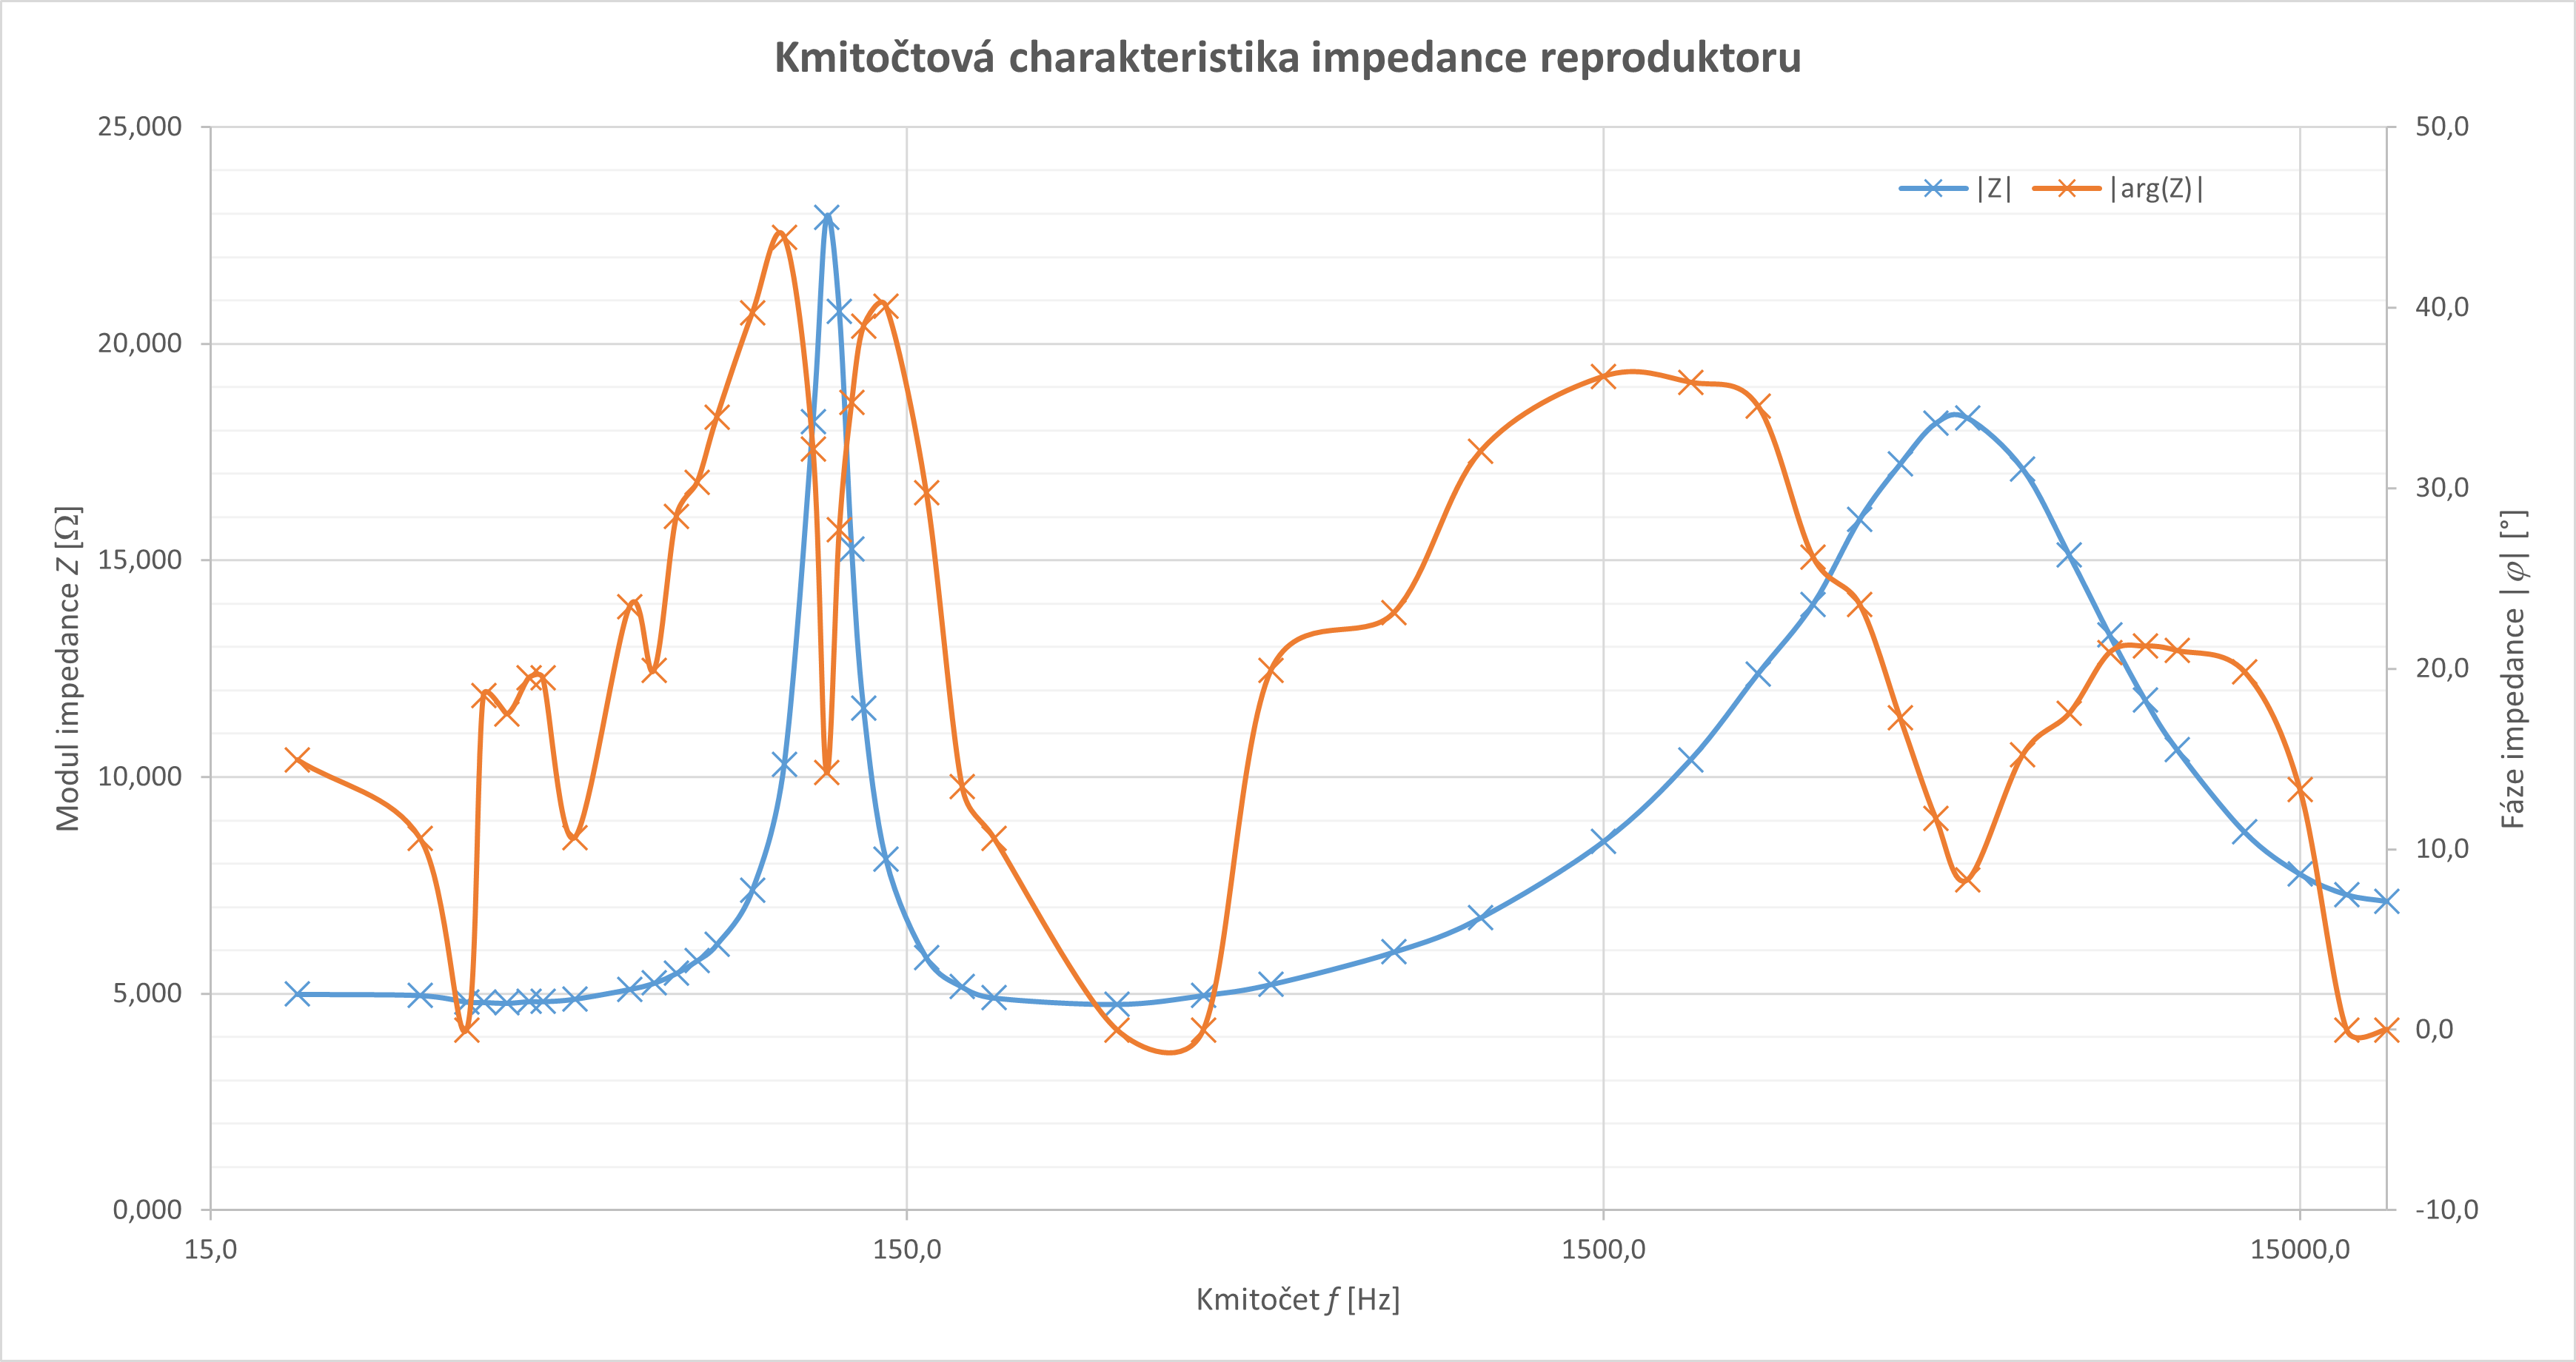 Kmitočtová charakteristika impedance reproduktoru
|Z| |arg(Z)|
Modul impedance Z [Ω]
25,000
20,000
15,000
10,000
5,000
0,000
50,0
40,0
30,0
20,0
10,0
0,0
-10,0
Fáze impedance |φ| [°]
15,0 150,0 1500,0 15000,0
Kmitočet f [Hz]